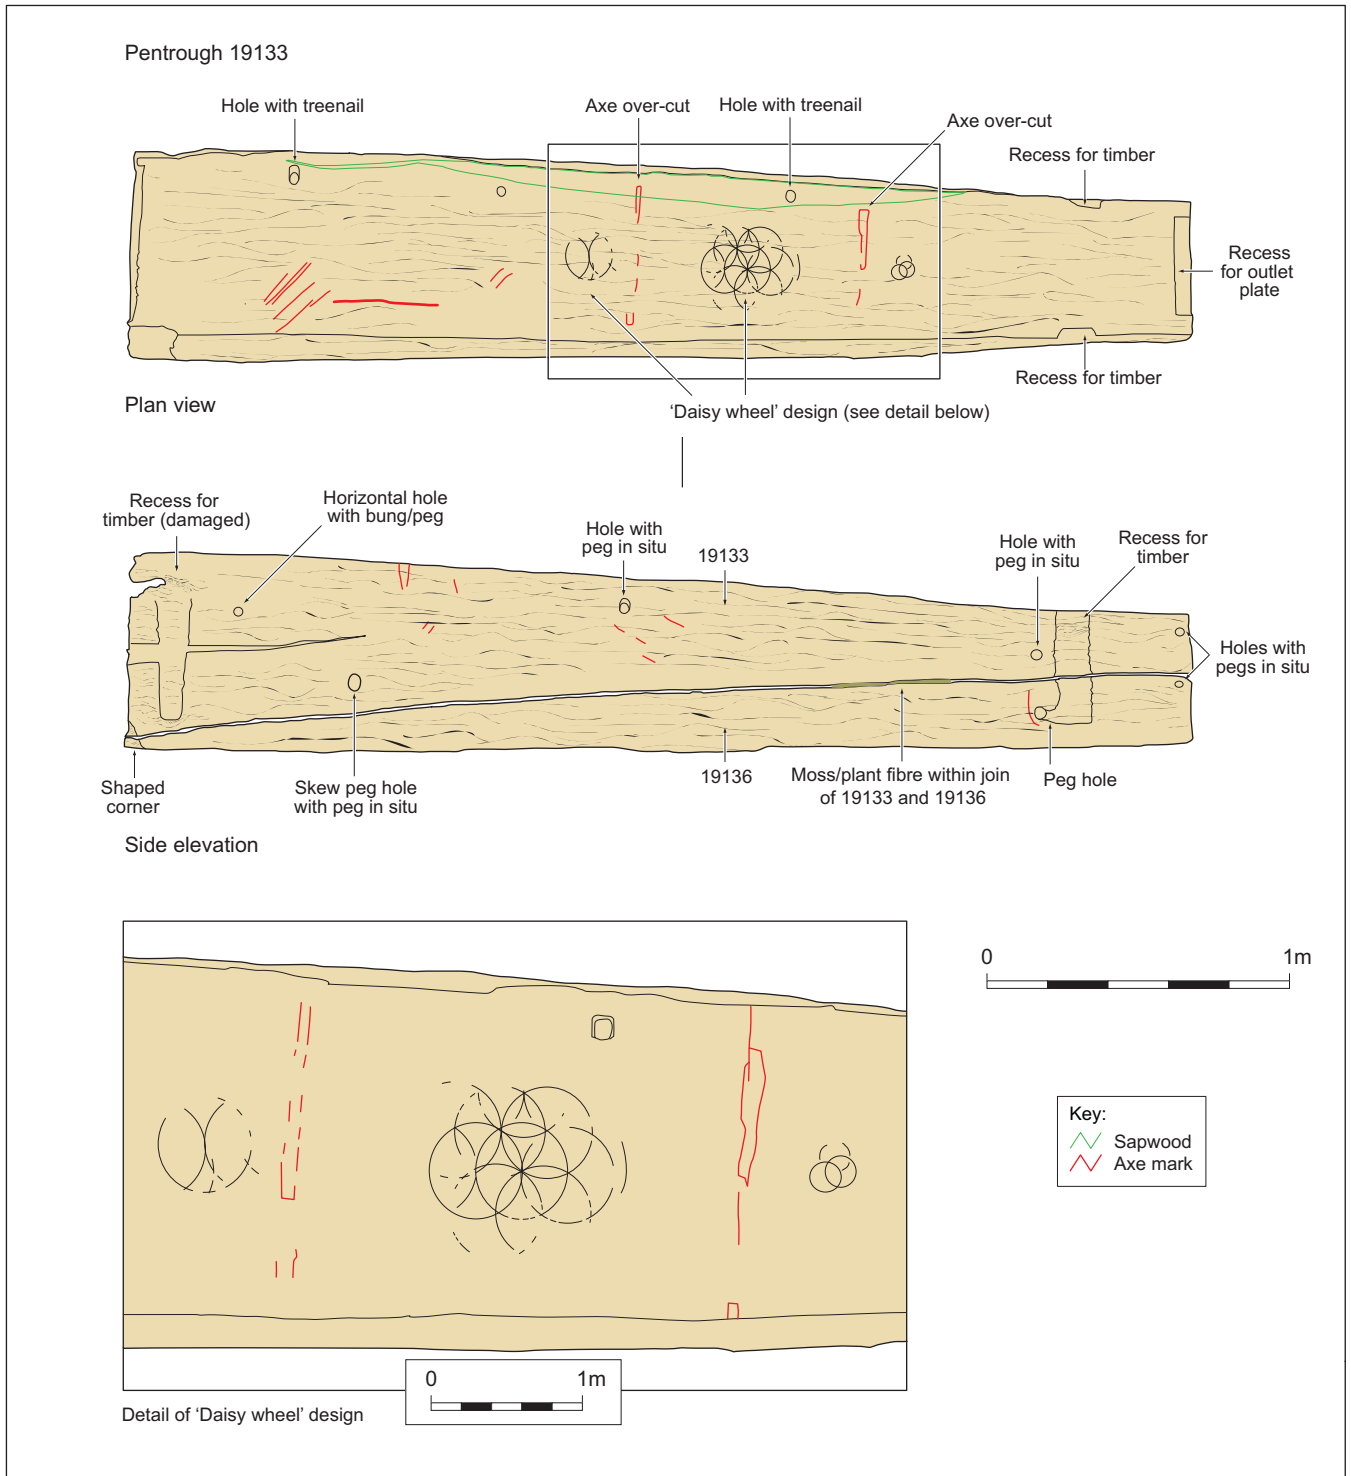 Pentrough 19133
Hole with treenail
Axe over-cut
Hole with treenail
Axe over-cut
Recess for timber
Recess
for outlet
plate
Recess for timber
Plan view
‘Daisy wheel’ design (see detail below)
Recess for
timber (damaged)
Horizontal hole
with bung/peg
Hole with
peg in situ
19133
Hole with
peg in situ
Recess for
timber
Holes with
pegs in situ
Shaped
corner
Skew peg hole
with peg in situ
19136
Moss/plant fibre within join
of 19133 and 19136
Peg hole
Side elevation
0 1m
Key:
Sapwood
Axe mark
0 1m
Detail of ‘Daisy wheel’ design